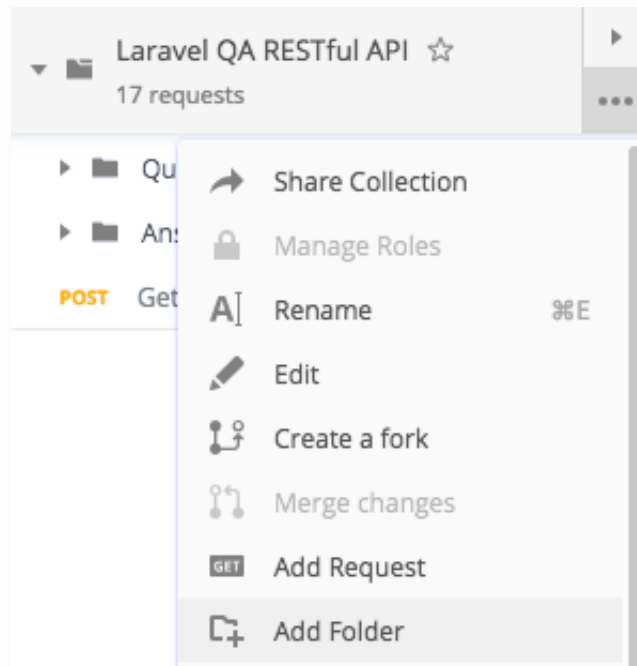 Laravel QA RESTful API
17 requests
Qu
Ans
POST Get
Share Collection
Manage Roles
Rename ⌘E
Edit
Create a fork
Merge changes
GET Add Request
Add Folder